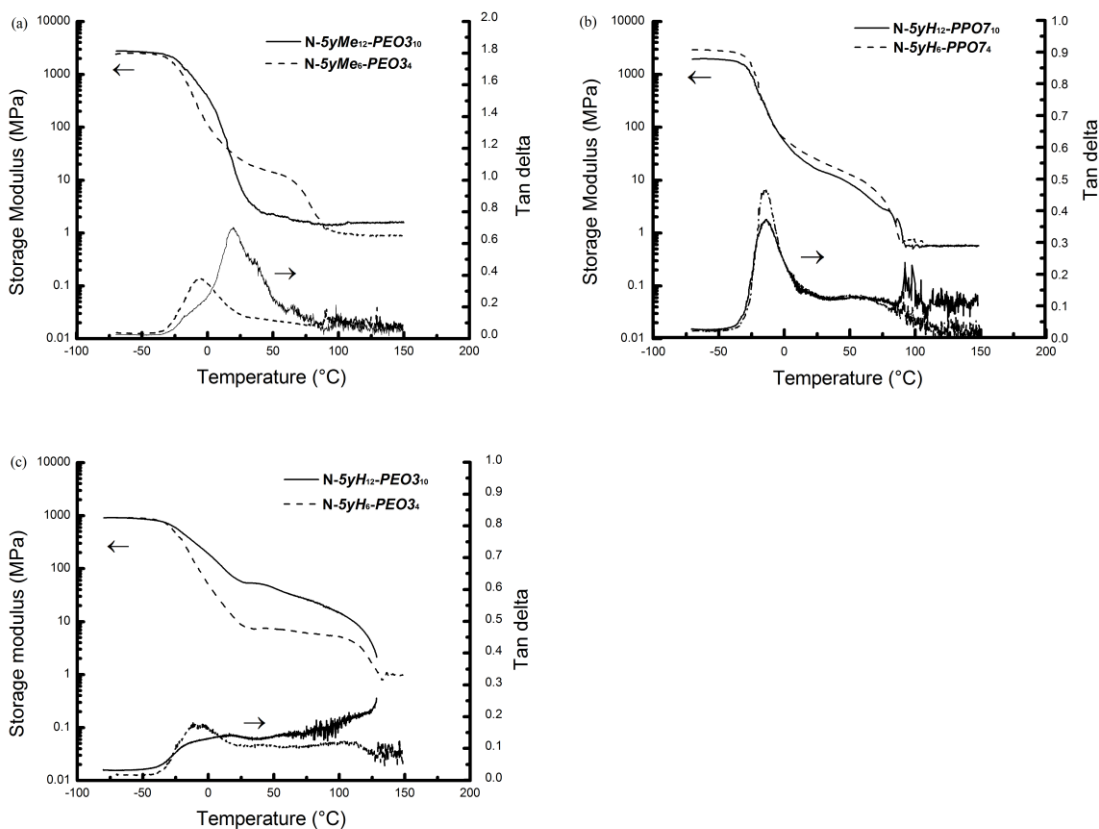 (a)
N-5yMe12-PEO310
N-5yMe6-PEO34
10000
1000
100
10
1
0.1
0.01
Storage Modulus (MPa)
2.0
1.8
1.6
1.4
1.2
1.0
0.8
0.6
0.4
0.2
0.0
Tan delta
-100 -50 0 50 100 150 200
Temperature (°C)
(b)
N-5yH12-PPO710
N-5yH6-PPO74
10000
1000
100
10
1
0.1
0.01
Storage Modulus (MPa)
1.0
0.9
0.8
0.7
0.6
0.5
0.4
0.3
0.2
0.1
0.0
Tan delta
-100 -50 0 50 100 150 200
Temperature (°C)
(c)
N-5yH12-PEO310
N-5yH6-PEO34
10000
1000
100
10
1
0.1
0.01
Storage modulus (MPa)
1.0
0.9
0.8
0.7
0.6
0.5
0.4
0.3
0.2
0.1
0.0
Tan delta
-100 -50 0 50 100 150 200
Temperature (°C)